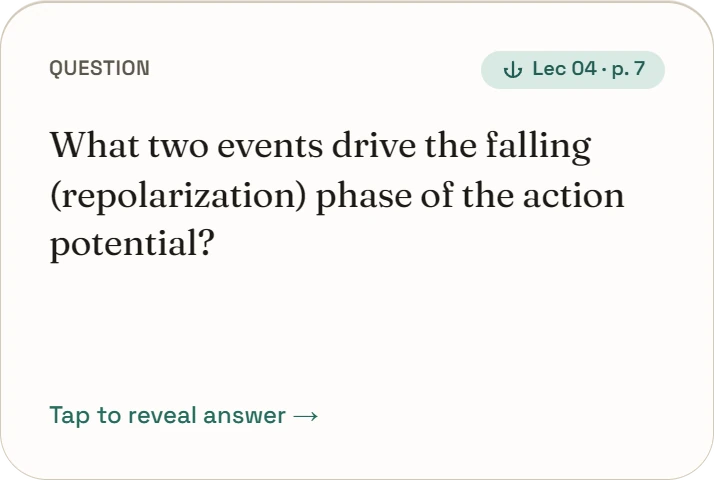 QUESTION
Lec 04 · p. 7
What two events drive the falling
(repolarization) phase of the action
potential?
Tap to reveal answer →